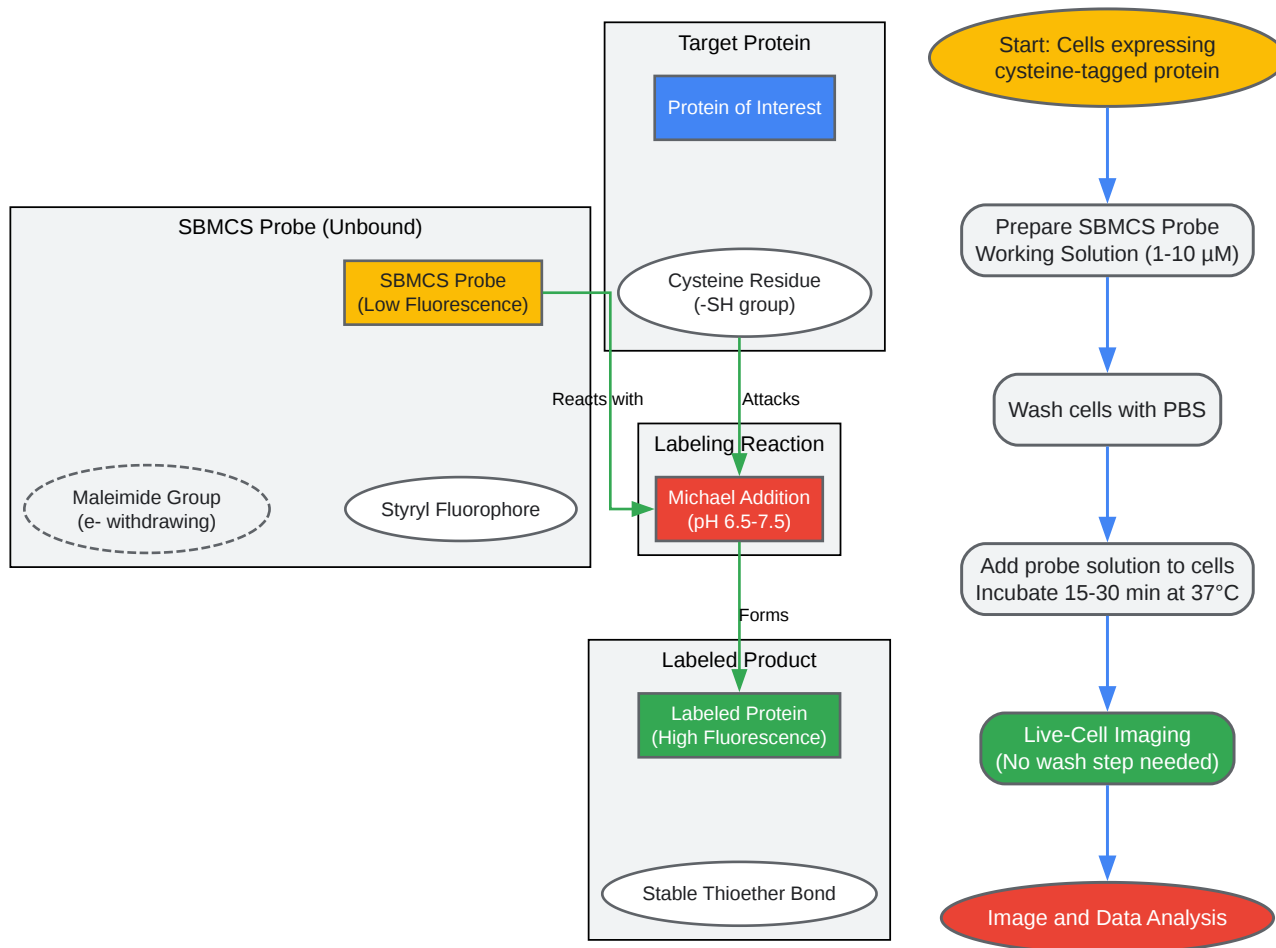 Target Protein
Protein of Interest
Cysteine Residue
(-SH group)
SBMCS Probe (Unbound)
SBMCS Probe
(Low Fluorescence)
Maleimide Group
(e- withdrawing)
Styryl Fluorophore
Reacts with
Attacks
Labeling Reaction
Michael Addition
(pH 6.5-7.5)
Forms
Labeled Product
Labeled Protein
(High Fluorescence)
Stable Thioether Bond
Start: Cells expressing
cysteine-tagged protein
Prepare SBMCS Probe
Working Solution (1-10 µM)
Wash cells with PBS
Add probe solution to cells
Incubate 15-30 min at 37°C
Live-Cell Imaging
(No wash step needed)
Image and Data Analysis